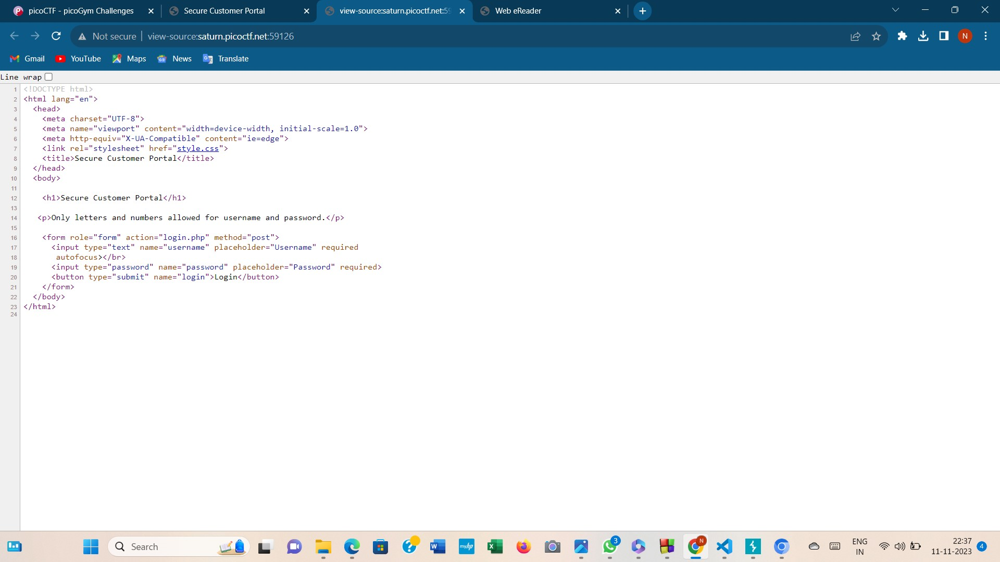 picoCTF - picoGym Challenges
Secure Customer Portal
view-source:saturn.picoctf.net:59
Web eReader
Not secure
view-source:saturn.picoctf.net:59126
N
Gmail
YouTube
Maps
News
Translate
Line wrap
1 <!DOCTYPE html>
2 <html lang="en">
3 <head>
4 <meta charset="UTF-8">
5 <meta name="viewport" content="width=device-width, initial-scale=1.0">
6 <meta http-equiv="X-UA-Compatible" content="ie=edge">
7 <link rel="stylesheet" href="style.css">
8 <title>Secure Customer Portal</title>
9 </head>
10 <body>
11
12 <h1>Secure Customer Portal</h1>
13
14 <p>Only letters and numbers allowed for username and password.</p>
15
16 <form role="form" action="login.php" method="post">
17 <input type="text" name="username" placeholder="Username" required
18 autofocus></br>
19 <input type="password" name="password" placeholder="Password" required>
20 <button type="submit" name="login">Login</button>
21 </form>
22 </body>
23 </html>
24
Search
W
myhp
X
3
N
ENG
IN
22:37
11-11-2023
4